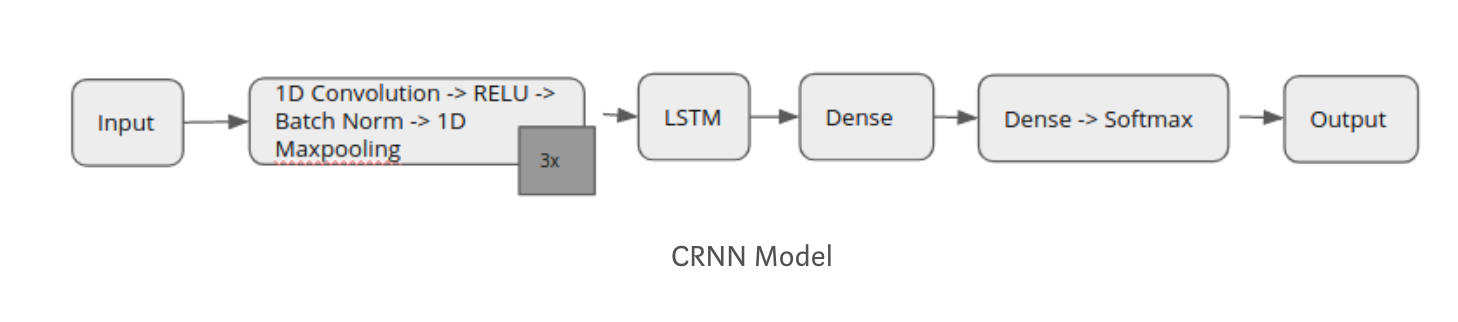 Input
1D Convolution -> RELU ->
Batch Norm -> 1D
Maxpooling
3x
LSTM
Dense
Dense -> Softmax
Output
CRNN Model